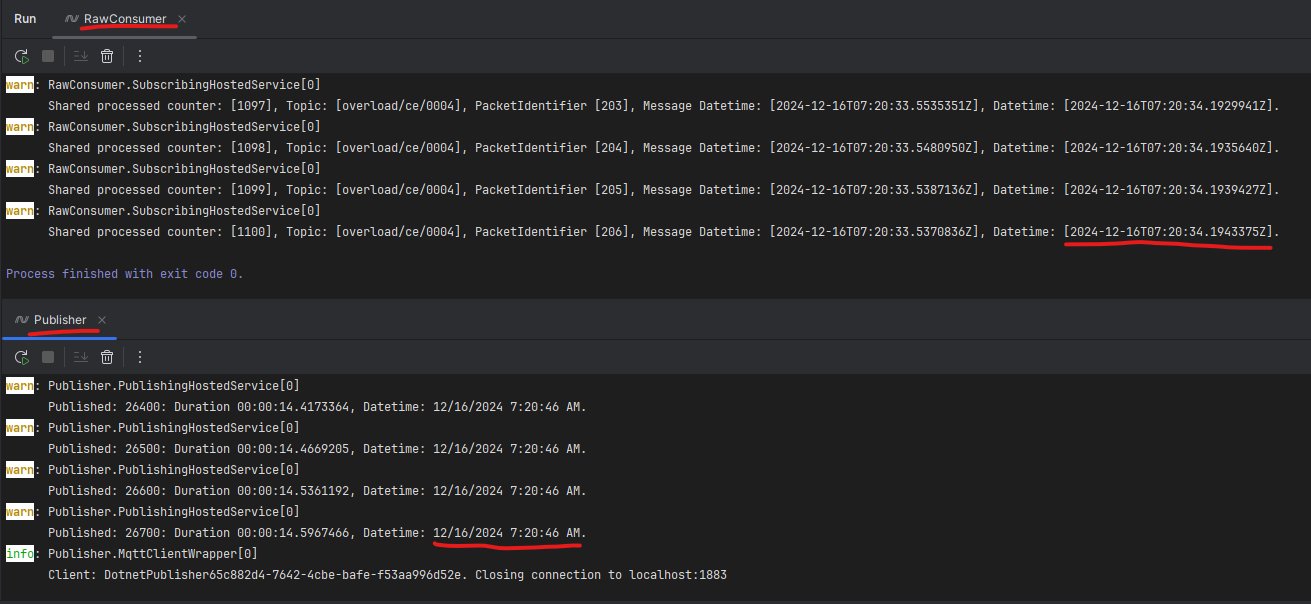 Run RawConsumer
warn: RawConsumer.SubscribingHostedService[0]
Shared processed counter: [1097], Topic: [overload/ce/0004], PacketIdentifier [203], Message Datetime: [2024-12-16T07:20:33.5535351Z], Datetime: [2024-12-16T07:20:34.1929941Z].
warn: RawConsumer.SubscribingHostedService[0]
Shared processed counter: [1098], Topic: [overload/ce/0004], PacketIdentifier [204], Message Datetime: [2024-12-16T07:20:33.5480950Z], Datetime: [2024-12-16T07:20:34.1935640Z].
warn: RawConsumer.SubscribingHostedService[0]
Shared processed counter: [1099], Topic: [overload/ce/0004], PacketIdentifier [205], Message Datetime: [2024-12-16T07:20:33.5387136Z], Datetime: [2024-12-16T07:20:34.1939427Z].
warn: RawConsumer.SubscribingHostedService[0]
Shared processed counter: [1100], Topic: [overload/ce/0004], PacketIdentifier [206], Message Datetime: [2024-12-16T07:20:33.5370836Z], Datetime: [2024-12-16T07:20:34.1943375Z].
Process finished with exit code 0.
Publisher
warn: Publisher.PublishingHostedService[0]
Published: 26400: Duration 00:00:14.4173364, Datetime: 12/16/2024 7:20:46 AM.
warn: Publisher.PublishingHostedService[0]
Published: 26500: Duration 00:00:14.4669205, Datetime: 12/16/2024 7:20:46 AM.
warn: Publisher.PublishingHostedService[0]
Published: 26600: Duration 00:00:14.5361192, Datetime: 12/16/2024 7:20:46 AM.
warn: Publisher.PublishingHostedService[0]
Published: 26700: Duration 00:00:14.5967466, Datetime: 12/16/2024 7:20:46 AM.
info: Publisher.MqttClientWrapper[0]
Client: DotnetPublisher65c882d4-7642-4cbe-bafe-f53aa996d52e. Closing connection to localhost:1883